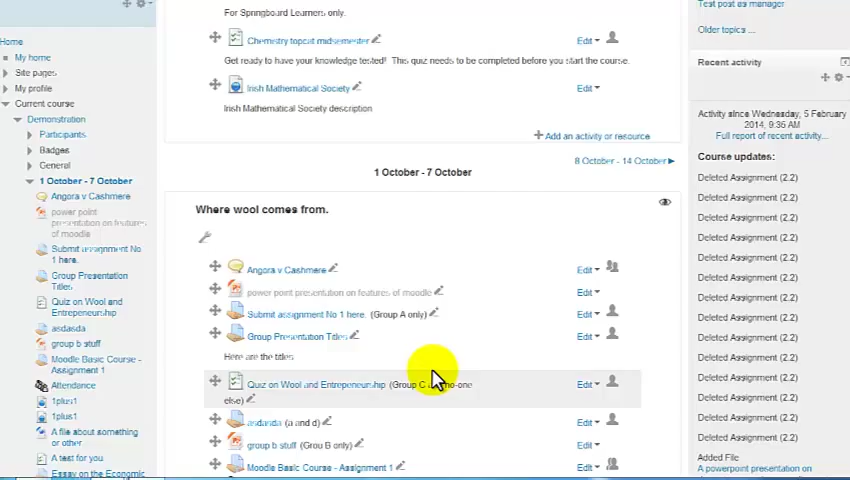 Home
My home
Site pages
My profile
Current course
Demonstration
Participants
Badges
General
1 October - 7 October
Angora v Cashmere
power point
presentation on features
of moodle
Submit assignment No
1 here.
Group Presentation
Titles
Quiz on Wool and
Entrepeneurship
asdasda
group b stuff
Moodle Basic Course -
Assignment 1
Attendance
1plus1
1plus1
A file about something
or other.
A test for you
Essay on the Economic
For Springboard Learners only.
Chemistry topcat midsemester
Edit
Get ready to have your knowledge tested! This quiz needs to be completed before you start the course.
Irish Mathematical Society
Edit
Irish Mathematical Society description
Add an activity or resource
8 October - 14 October
1 October - 7 October
Where wool comes from.
Angora v Cashmere
Edit
power point presentation on features of moodle
Edit
Submit assignment No 1 here. (Group A only)
Edit
Group Presentation Titles
Edit
Here are the titles
Quiz on Wool and Entrepeneurship (Group C
Edit
else)
asdasda (a and d)
Edit
group b stuff (Grou B only)
Edit
Moodle Basic Course - Assignment 1
Edit
Test post as manager
Older topics ...
Recent activity
Activity since Wednesday, 5 February
2014, 9:36 AM
Full report of recent activity...
Course updates:
Deleted Assignment (2.2)
Deleted Assignment (2.2)
Deleted Assignment (2.2)
Deleted Assignment (2.2)
Deleted Assignment (2.2)
Deleted Assignment (2.2)
Deleted Assignment (2.2)
Deleted Assignment (2.2)
Deleted Assignment (2.2)
Deleted Assignment (2.2)
Deleted Assignment (2.2)
Deleted Assignment (2.2)
Deleted Assignment (2.2)
Deleted Assignment (2.2)
Added File
A powerpoint presentation on